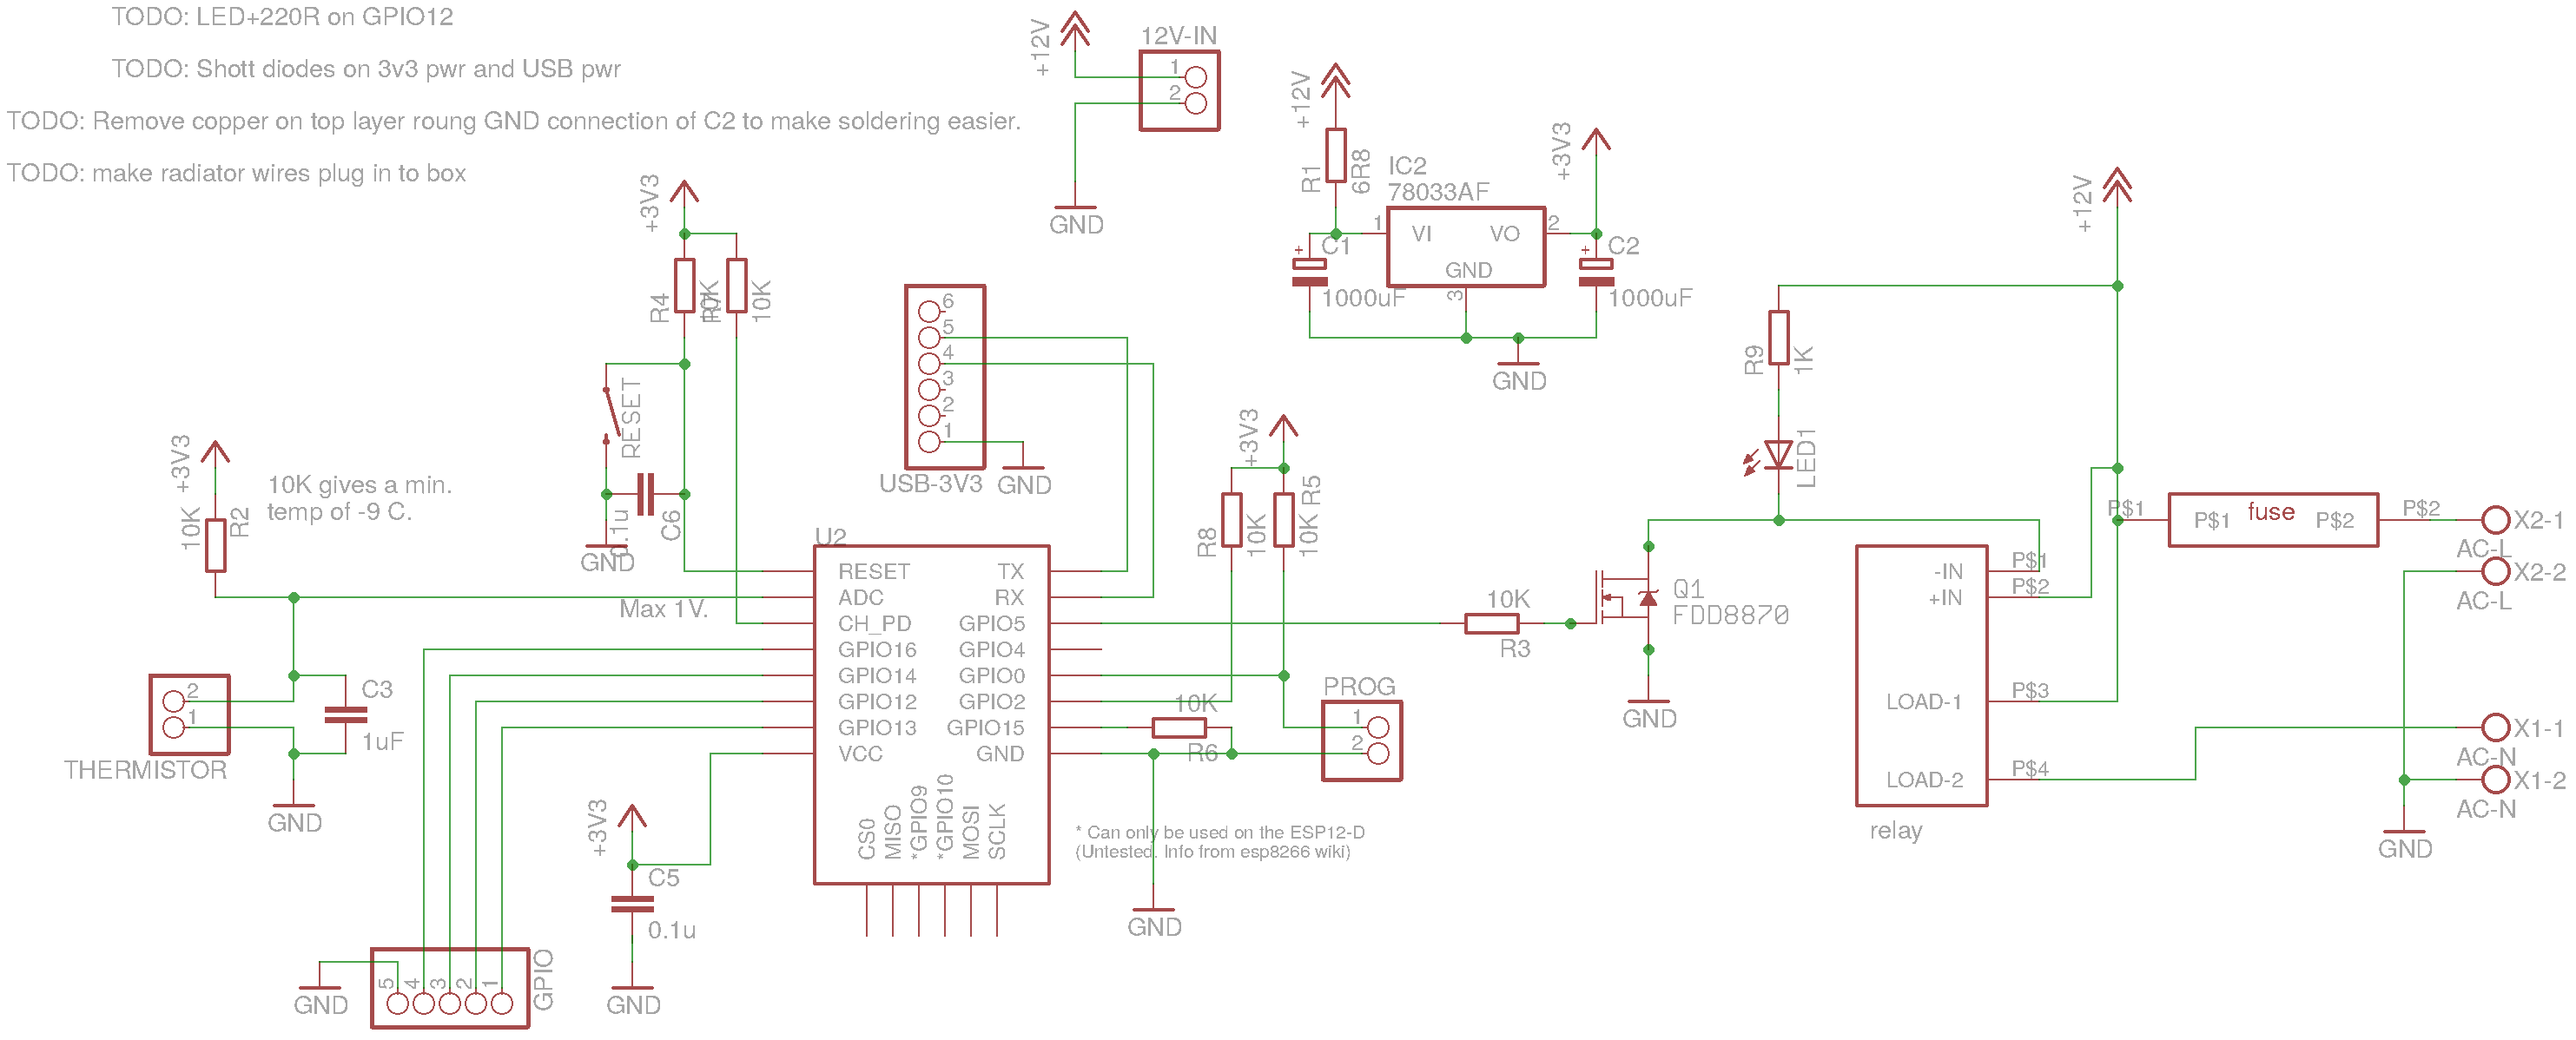 TODO: LED+220R on GPIO12
TODO: Shott diodes on 3v3 pwr and USB pwr
TODO: Remove copper on top layer roung GND connection of C2 to make soldering easier.
TODO: make radiator wires plug in to box
+12V
12V-IN
1
2
GND
+12V
R1
6R8
IC2
78033AF
+3V3
1
VI
VO
2
GND
3
+
C1
1000uF
+
C2
1000uF
GND
+3V3
R4
10K
10K
RESET
C6
0.1u
GND
6
5
4
3
2
1
USB-3V3
GND
+3V3
10K
R2
10K gives a min.
temp of -9 C.
Max 1V.
2
1
THERMISTOR
C3
1uF
GND
U2
RESET
ADC
CH_PD
GPIO16
GPIO14
GPIO12
GPIO13
VCC
TX
RX
GPIO5
GPIO4
GPIO0
GPIO2
GPIO15
GND
CS0
MISO
*GPIO9
*GPIO10
MOSI
SCLK
* Can only be used on the ESP12-D
(Untested. Info from esp8266 wiki)
GND
+3V3
C5
0.1u
GND
GND
5
4
3
2
1
GPIO
+3V3
R8
10K
R5
10K
10K
R6
PROG
1
2
10K
R3
Q1
FDD8870
GND
+12V
R9
1K
LED1
-IN
+IN
LOAD-1
LOAD-2
P$1
P$2
P$3
P$4
relay
P$1
P$1
fuse
P$2
P$2
X2-1
AC-L
X2-2
AC-L
X1-1
AC-N
X1-2
AC-N
GND